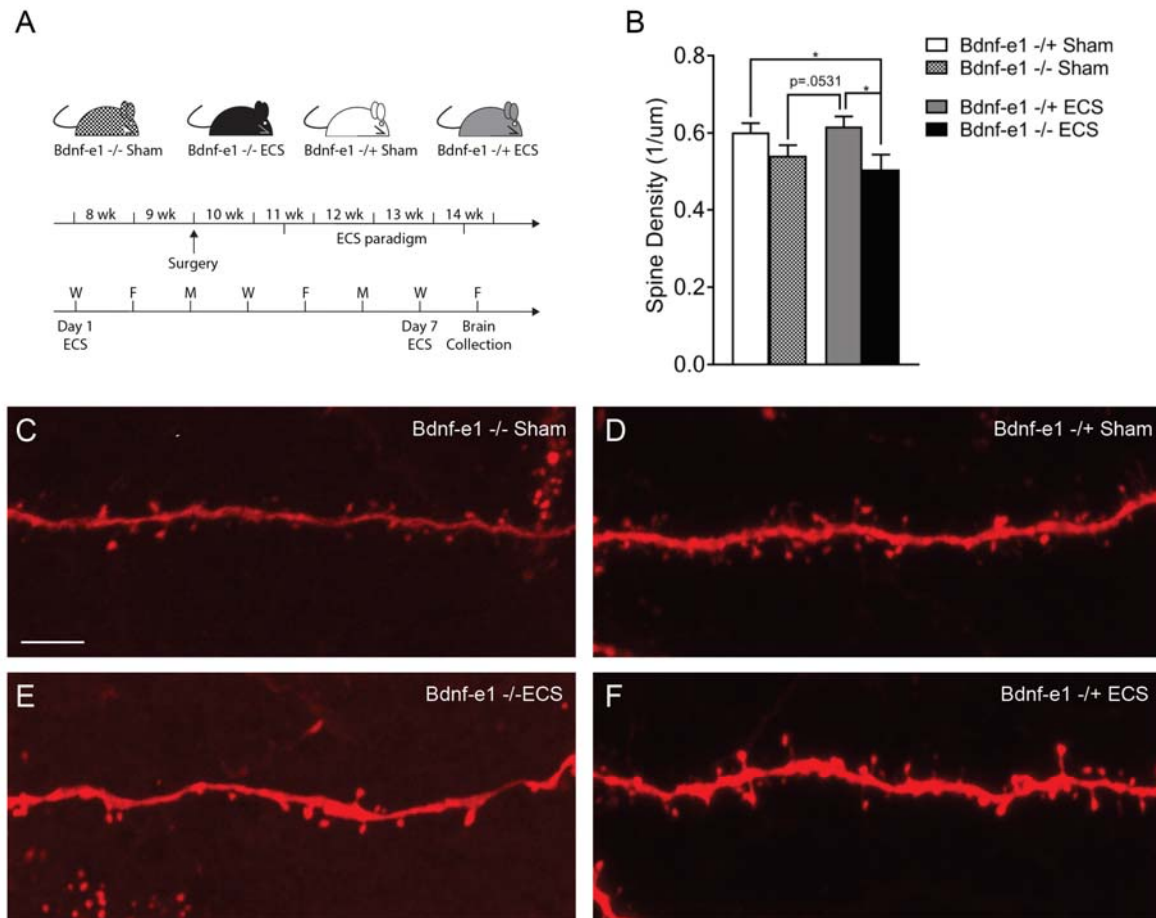 A
Bdnf-e1 -/- Sham
Bdnf-e1 -/- ECS
Bdnf-e1 -/+ Sham
Bdnf-e1 -/+ ECS
8 wk 9 wk 10 wk 11 wk 12 wk 13 wk 14 wk
ECS paradigm
Surgery
W F M W F M W F
Day 1
ECS
Day 7
ECS
Brain
Collection
B
Spine Density (1/um)
0.8
0.6
0.4
0.2
0.0
*
p=.0531
*
Bdnf-e1 -/+ Sham
Bdnf-e1 -/- Sham
Bdnf-e1 -/+ ECS
Bdnf-e1 -/- ECS
C
Bdnf-e1 -/- Sham
D
Bdnf-e1 -/+ Sham
E
Bdnf-e1 -/-ECS
F
Bdnf-e1 -/+ ECS